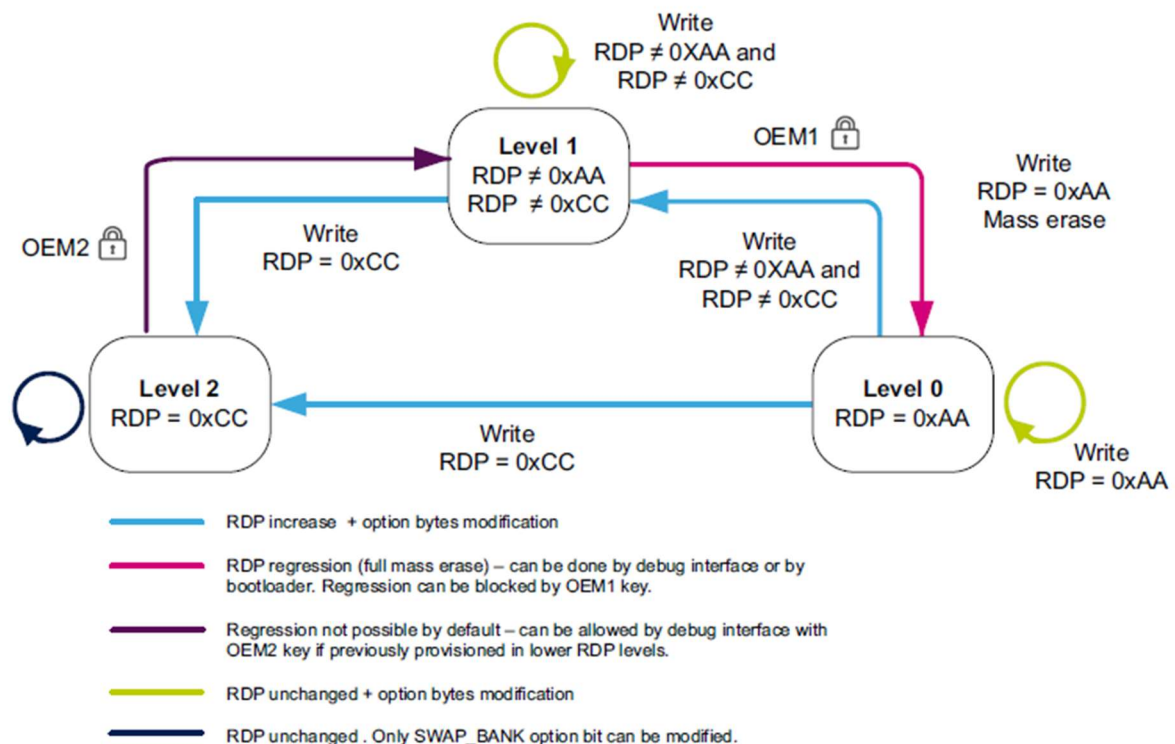 Write
RDP ≠ 0XAA and
RDP ≠ 0xCC
Level 1
RDP ≠ 0xAA
RDP ≠ 0xCC
OEM1
Write
RDP = 0xAA
Mass erase
OEM2
Write
RDP = 0xCC
Write
RDP ≠ 0XAA and
RDP ≠ 0xCC
Level 2
RDP = 0xCC
Level 0
RDP = 0xAA
Write
RDP = 0xCC
Write
RDP = 0xAA
RDP increase + option bytes modification
RDP regression (full mass erase) – can be done by debug interface or by
bootloader. Regression can be blocked by OEM1 key.
Regression not possible by default – can be allowed by debug interface with
OEM2 key if previously provisioned in lower RDP levels.
RDP unchanged + option bytes modification
RDP unchanged . Only SWAP_BANK option bit can be modified.